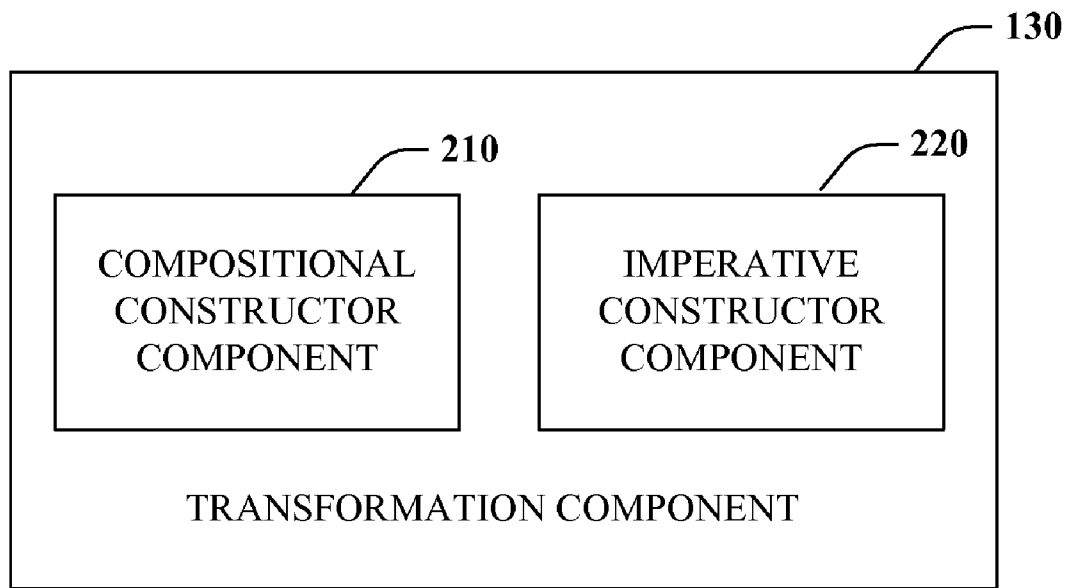 130
210
220
COMPOSITIONAL
CONSTRUCTOR
COMPONENT
IMPERATIVE
CONSTRUCTOR
COMPONENT
TRANSFORMATION COMPONENT